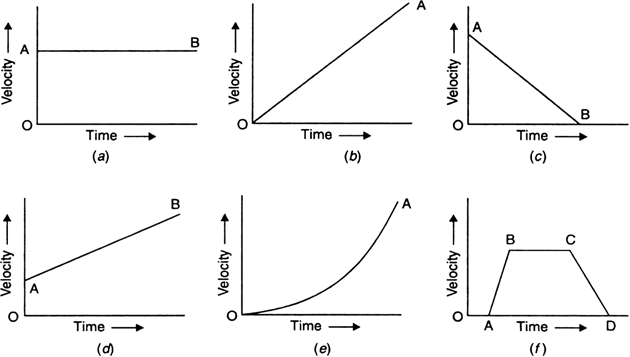 Velocity
A
B
O
Time
(a)
Velocity
A
O
Time
(b)
Velocity
A
B
O
Time
(c)
Velocity
B
A
O
Time
(d)
Velocity
A
O
Time
(e)
Velocity
B C
O
A D
Time
(f)